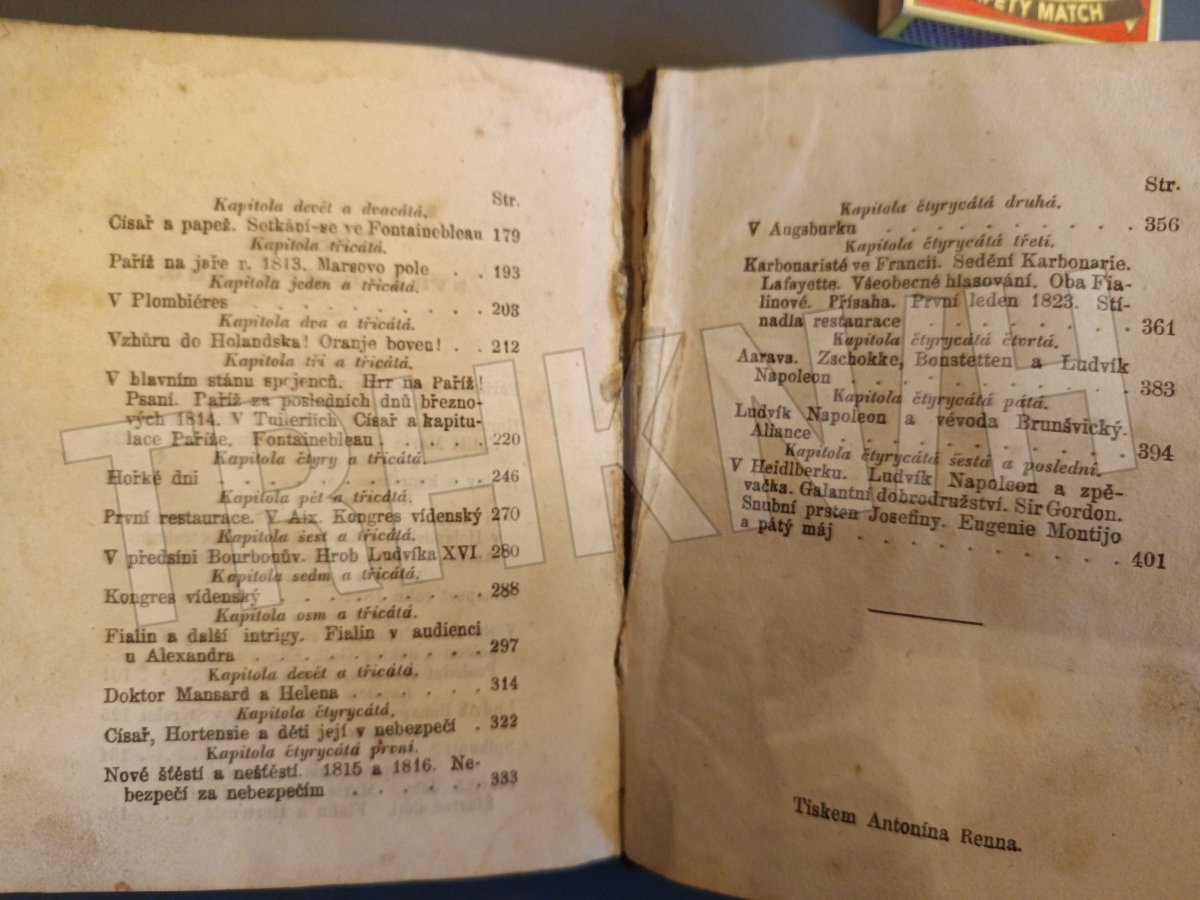 FETY MATCH
Str.
Kapitola devět a dvacátá.
Císař a papež. Setkání-se ve Fontainebleau 179
Kapitola třicátá.
Paříž na jaře r. 1813. Marsovo pole . . 193
Kapitola jeden a třicátá.
V Plombiéres . . . . . . . . . 203
Kapitola dva a třicátá.
Vzhůru do Holandska! Oranje boven! . . 212
Kapitola tři a třicátá.
V hlavním stánu spojenců. Hrr na Paříž!
Psaní. Paříž za posledních dnů březno-
vých 1814. V Tuileriích Císař a kapitu-
lace Paříže. Fontainebleau . . . . . 220
Kapitola čtyry a třicátá.
Hořké dni . . . . . . . . . . 246
Kapitola pět a třicátá.
První restaurace. V Aix. Kongres vídenský 270
Kapitola šest a třicátá.
V předsíni Bourbonův. Hrob Ludvíka XVI. 280
Kapitola sedm a třicátá.
Kongres vídenský . . . . . . . . 288
Kapitola osm a třicátá.
Fialin a další intrigy. Fialin v audienci
u Alexandra . . . . . . . . . 297
Kapitola devět a třicátá.
Doktor Mansard a Helena . . . . . . 314
Kapitola čtyrycátá.
Císař, Hortensie a děti její v nebezpečí . 322
Kapitola čtyrycátá první.
Nové štěstí a neštěstí. 1815 a 1816. Ne-
bezpečí za nebezpečím . . . . . . 333
Str.
Kapitola čtyrycátá druhá.
V Augsburku . . . . . . . . . 356
Kapitola čtyrycátá třetí.
Karbonaristé ve Francii. Sedění Karbonarie.
Lafayette. Všeobecné hlasování. Oba Fia-
linové. Přísaha. První leden 1823. Stí-
nadla restaurace . . . . . . . . 361
Kapitola čtyrycátá čtvrtá.
Aarava. Zschokke, Bonstetten a Ludvík
Napoleon . . . . . . . . . . 383
Kapitola čtyrycátá pátá.
Ludvík Napoleon a vévoda Brunšvický.
Aliance . . . . . . . . . . 394
Kapitola čtyrycátá šestá a poslední.
V Heidlberku. Ludvík Napoleon a zpě-
vačka. Galantní dobrodružství. Sir Gordon.
Snubní prsten Josefiny. Eugenie Montijo
a pátý máj . . . . . . . . . 401
Tiskem Antonína Renna.
TRHKNIH